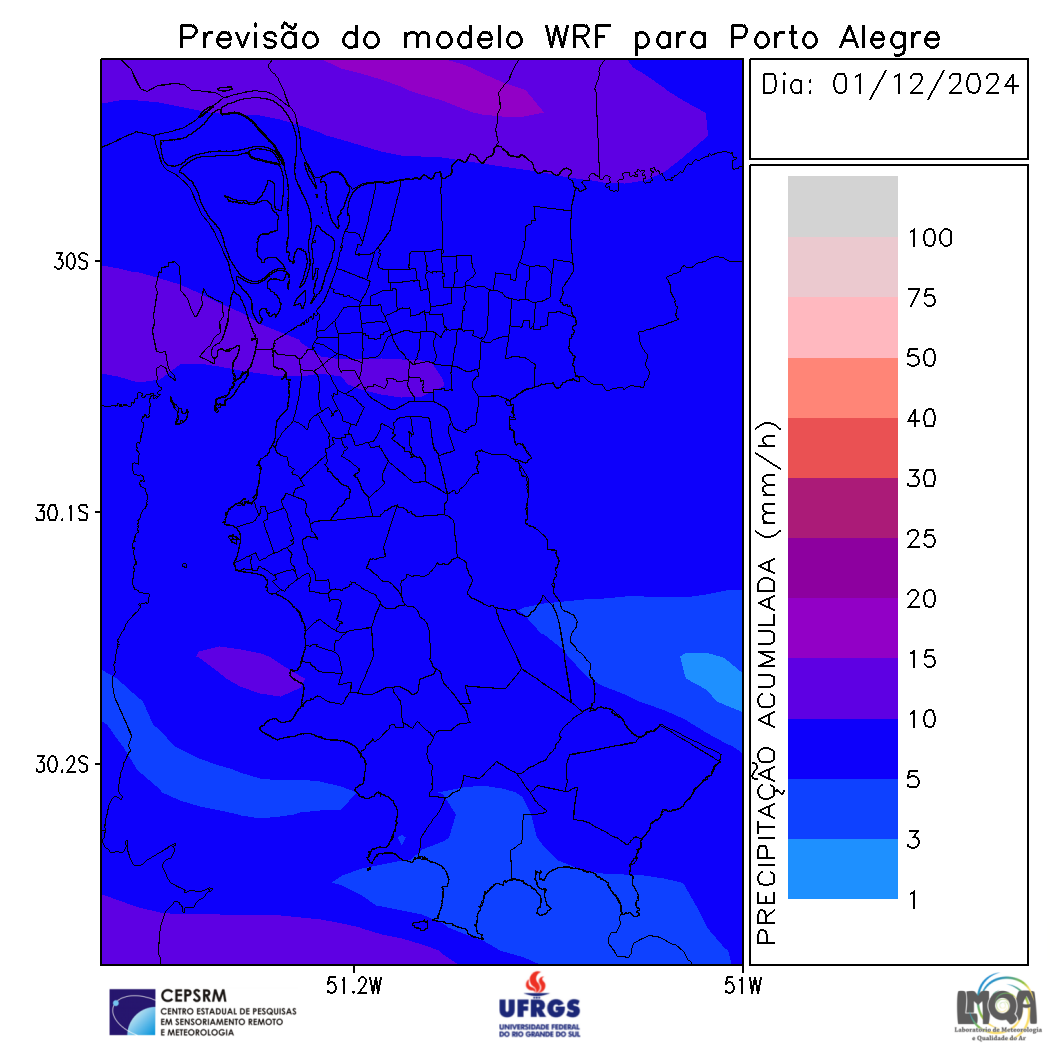 Previsão do modelo WRF para Porto Alegre
Dia: 01/12/2024
30S
30.1S
30.2S
51.2W
51W
PRECIPITAÇÃO ACUMULADA (mm/h)
100
75
50
40
30
25
20
15
10
5
3
1
CEPSRM
CENTRO ESTADUAL DE PESQUISAS
EM SENSORIAMENTO REMOTO
E METEOROLOGIA
UFRGS
UNIVERSIDADE FEDERAL
DO RIO GRANDE DO SUL
LMQA
Laboratório de Meteorologia
e Qualidade do Ar